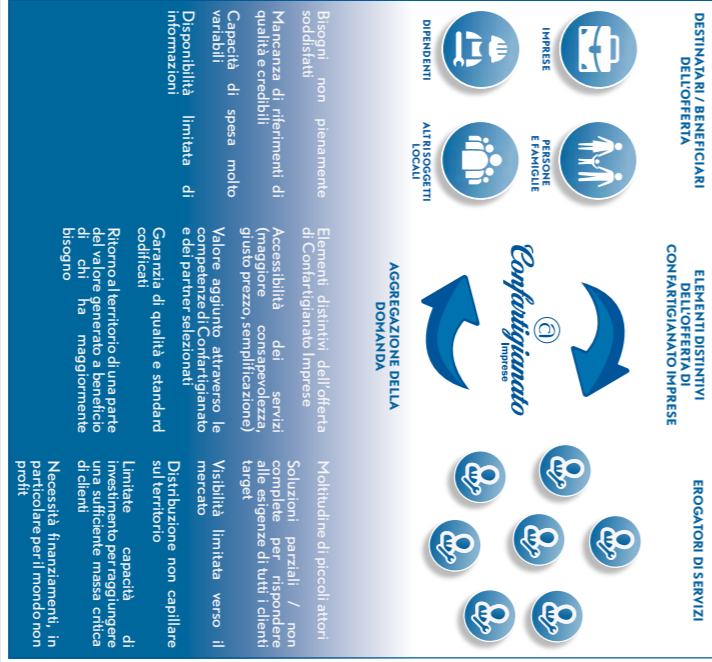 DESTINATARI / BENEFICIARI
DELL'OFFERTA
IMPRESE
PERSONE
E FAMIGLIE
DIPENDENTI
ALTRI SOGGETTI
LOCALI
ELEMENTI DISTINTIVI
DELL'OFFERTA DI
CONFARTIGIANATO IMPRESE
Confartigianato
Imprese
AGGREGAZIONE DELLA
DOMANDA
EROGATORI DI SERVIZI
Bisogni non pienamente
soddisfatti
Mancanza di riferimenti di
qualità e credibili
Capacità di spesa molto
variabili
Disponibilità limitata di
informazioni
Elementi distintivi dell'offerta
di Confartigianato Imprese
Accessibilità dei servizi
(maggiore consapevolezza,
giusto prezzo, semplificazione)
Valore aggiunto attraverso le
competenze di Confartigianato
e dei partner selezionati
Garanzia di qualità e standard
codificati
Ritorno al territorio di una parte
del valore generato a beneficio
di chi ha maggiormente
bisogno
Moltitudine di piccoli attori
Soluzioni parziali / non
complete per rispondere
alle esigenze di tutti i clienti
target
Visibilità limitata verso il
mercato
Distribuzione non capillare
sul territorio
Limitate capacità di
investimento per raggiungere
una sufficiente massa critica
di clienti
Necessità finanziamenti, in
particolare per il mondo non
profit